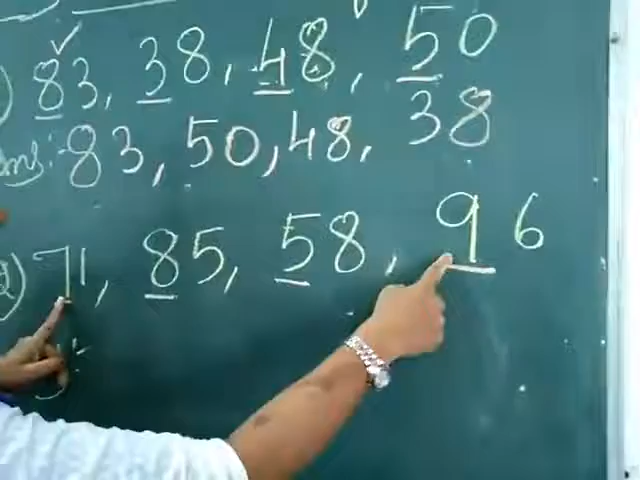 83, 38, 48, 50
Ans: 83, 50, 48, 38
71, 85, 58, 96